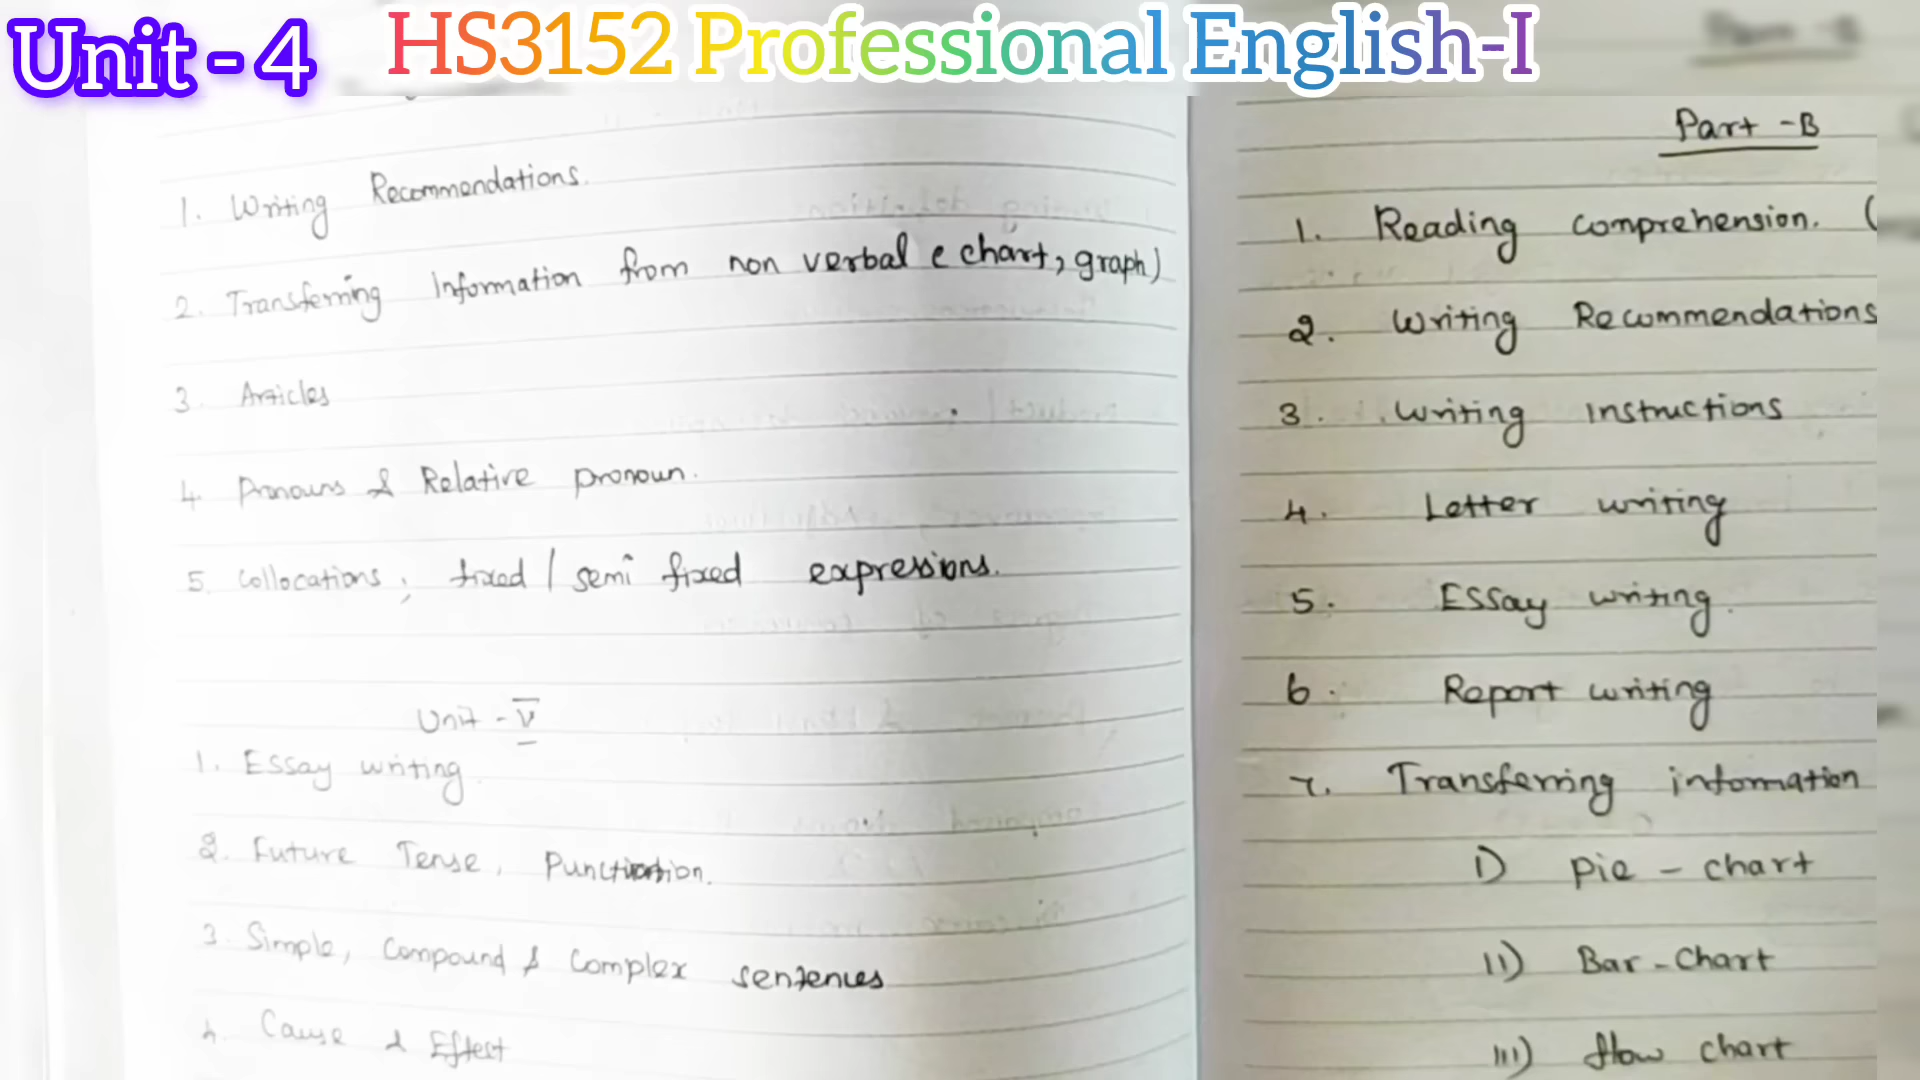 Unit - 4 HS3152 Professional English-I
1. Writing Recommendations.
2. Transferring Information from non verbal (chart, graph)
3. Articles
4. Pronouns & Relative pronoun.
5. Collocations, fixed / semi fixed expressions.
Unit - V
1. Essay writing.
2. Future Tense, Punctuation.
3. Simple, Compound & Complex sentences
4. Cause & Effect
Part - B
1. Reading comprehension. (
2. Writing Recommendations
3. Writing Instructions
4. Letter writing
5. Essay writing.
6. Report writing
7. Transferring information
I) Pie - chart
II) Bar - Chart
III) flow chart